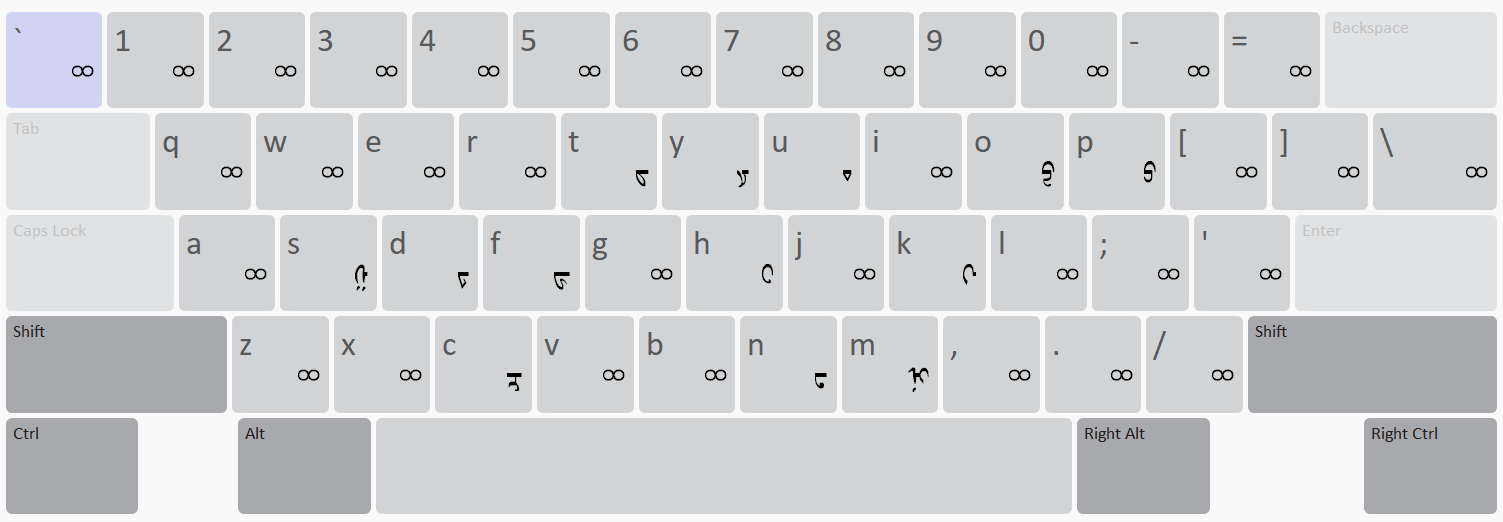 ` 1 2 3 4 5 6 7 8 9 0 - = Backspace
∞ ∞ ∞ ∞ ∞ ∞ ∞ ∞ ∞ ∞ ∞ ∞ ∞
Tab q w e r t y u i o p [ ] \
∞ ∞ ∞ ∞ ∞ ∞ ∞ ∞
Caps Lock a s d f g h j k l ; ' Enter
∞ ∞ ∞ ∞ ∞ ∞
Shift z x c v b n m , . / Shift
∞ ∞ ∞ ∞ ∞ ∞ ∞
Ctrl Alt Right Alt Right Ctrl